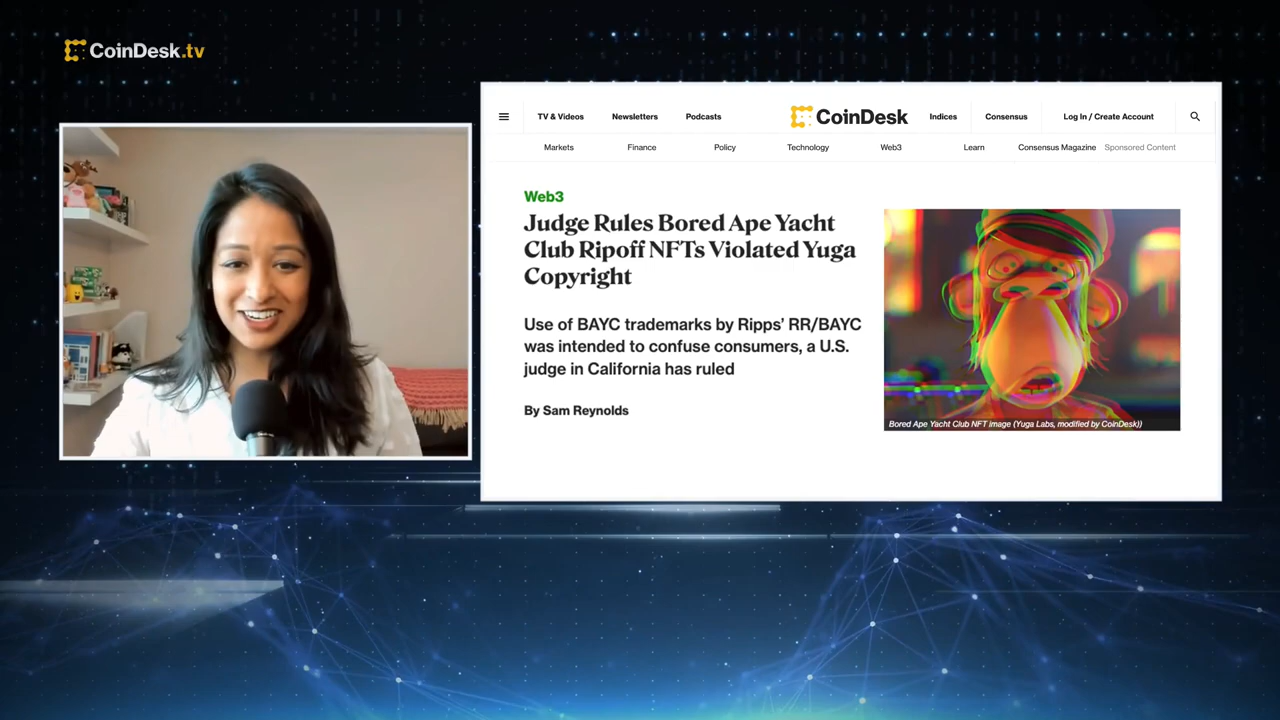 CoinDesk.tv
TV & Videos Newsletters Podcasts CoinDesk Indices Consensus Log In / Create Account
Markets Finance Policy Technology Web3 Learn Consensus Magazine Sponsored Content
Web3
Judge Rules Bored Ape Yacht
Club Ripoff NFTs Violated Yuga
Copyright
Use of BAYC trademarks by Ripps’ RR/BAYC
was intended to confuse consumers, a U.S.
judge in California has ruled
By Sam Reynolds
Bored Ape Yacht Club NFT image (Yuga Labs, modified by CoinDesk))